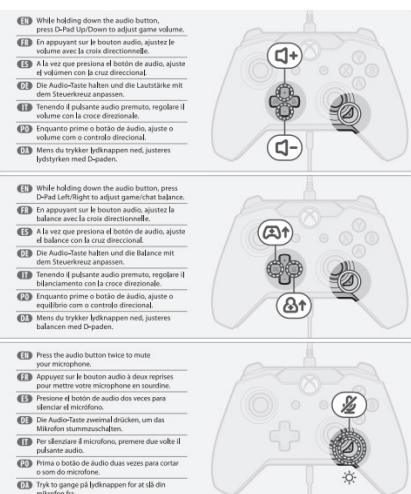 EN While holding down the audio button,
press D-Pad Up/Down to adjust game volume.
FR En appuyant sur le bouton audio, ajustez le
volume avec la croix directionnelle.
ES A la vez que presiona el botón de audio, ajuste
el volúmen con la cruz direccional.
DE Die Audio-Taste halten und die Lautstärke mit
dem Steuerkreuz anpassen.
IT Tenendo il pulsante audio premuto, regolare il
volume con la croce direzionale.
PO Enquanto prime o botão de áudio, ajuste o
volume com o controlo direcional.
DA Mens du trykker lydknappen ned, justeres
lydstyrken med D-paden.
EN While holding down the audio button, press
D-Pad Left/Right to adjust game/chat balance.
FR En appuyant sur le bouton audio, ajustez la
balance avec la croix directionnelle.
ES A la vez que presiona el botón de audio, ajuste
el balance con la cruz direccional.
DE Die Audio-Taste halten und die Balance mit
dem Steuerkreuz anpassen.
IT Tenendo il pulsante audio premuto, regolare il
bilanciamento con la croce direzionale.
PO Enquanto prime o botão de áudio, ajuste o
equilíbrio com o controlo direcional.
DA Mens du trykker lydknappen ned, justeres
balancen med D-paden.
EN Press the audio button twice to mute
your microphone.
FR Appuyez sur le bouton audio à deux reprises
pour mettre votre microphone en sourdine.
ES Presione el botón de audio dos veces para
silenciar el micrófono.
DE Die Audio-Taste zweimal drücken, um das
Mikrofon stummzuschalten.
IT Per silenziare il microfono, premere due volte il
pulsante audio.
PO Prima o botão de áudio duas vezes para cortar
o som do microfone.
DA Tryk to gange på lydknappen for at slå din
mikrofon fra.